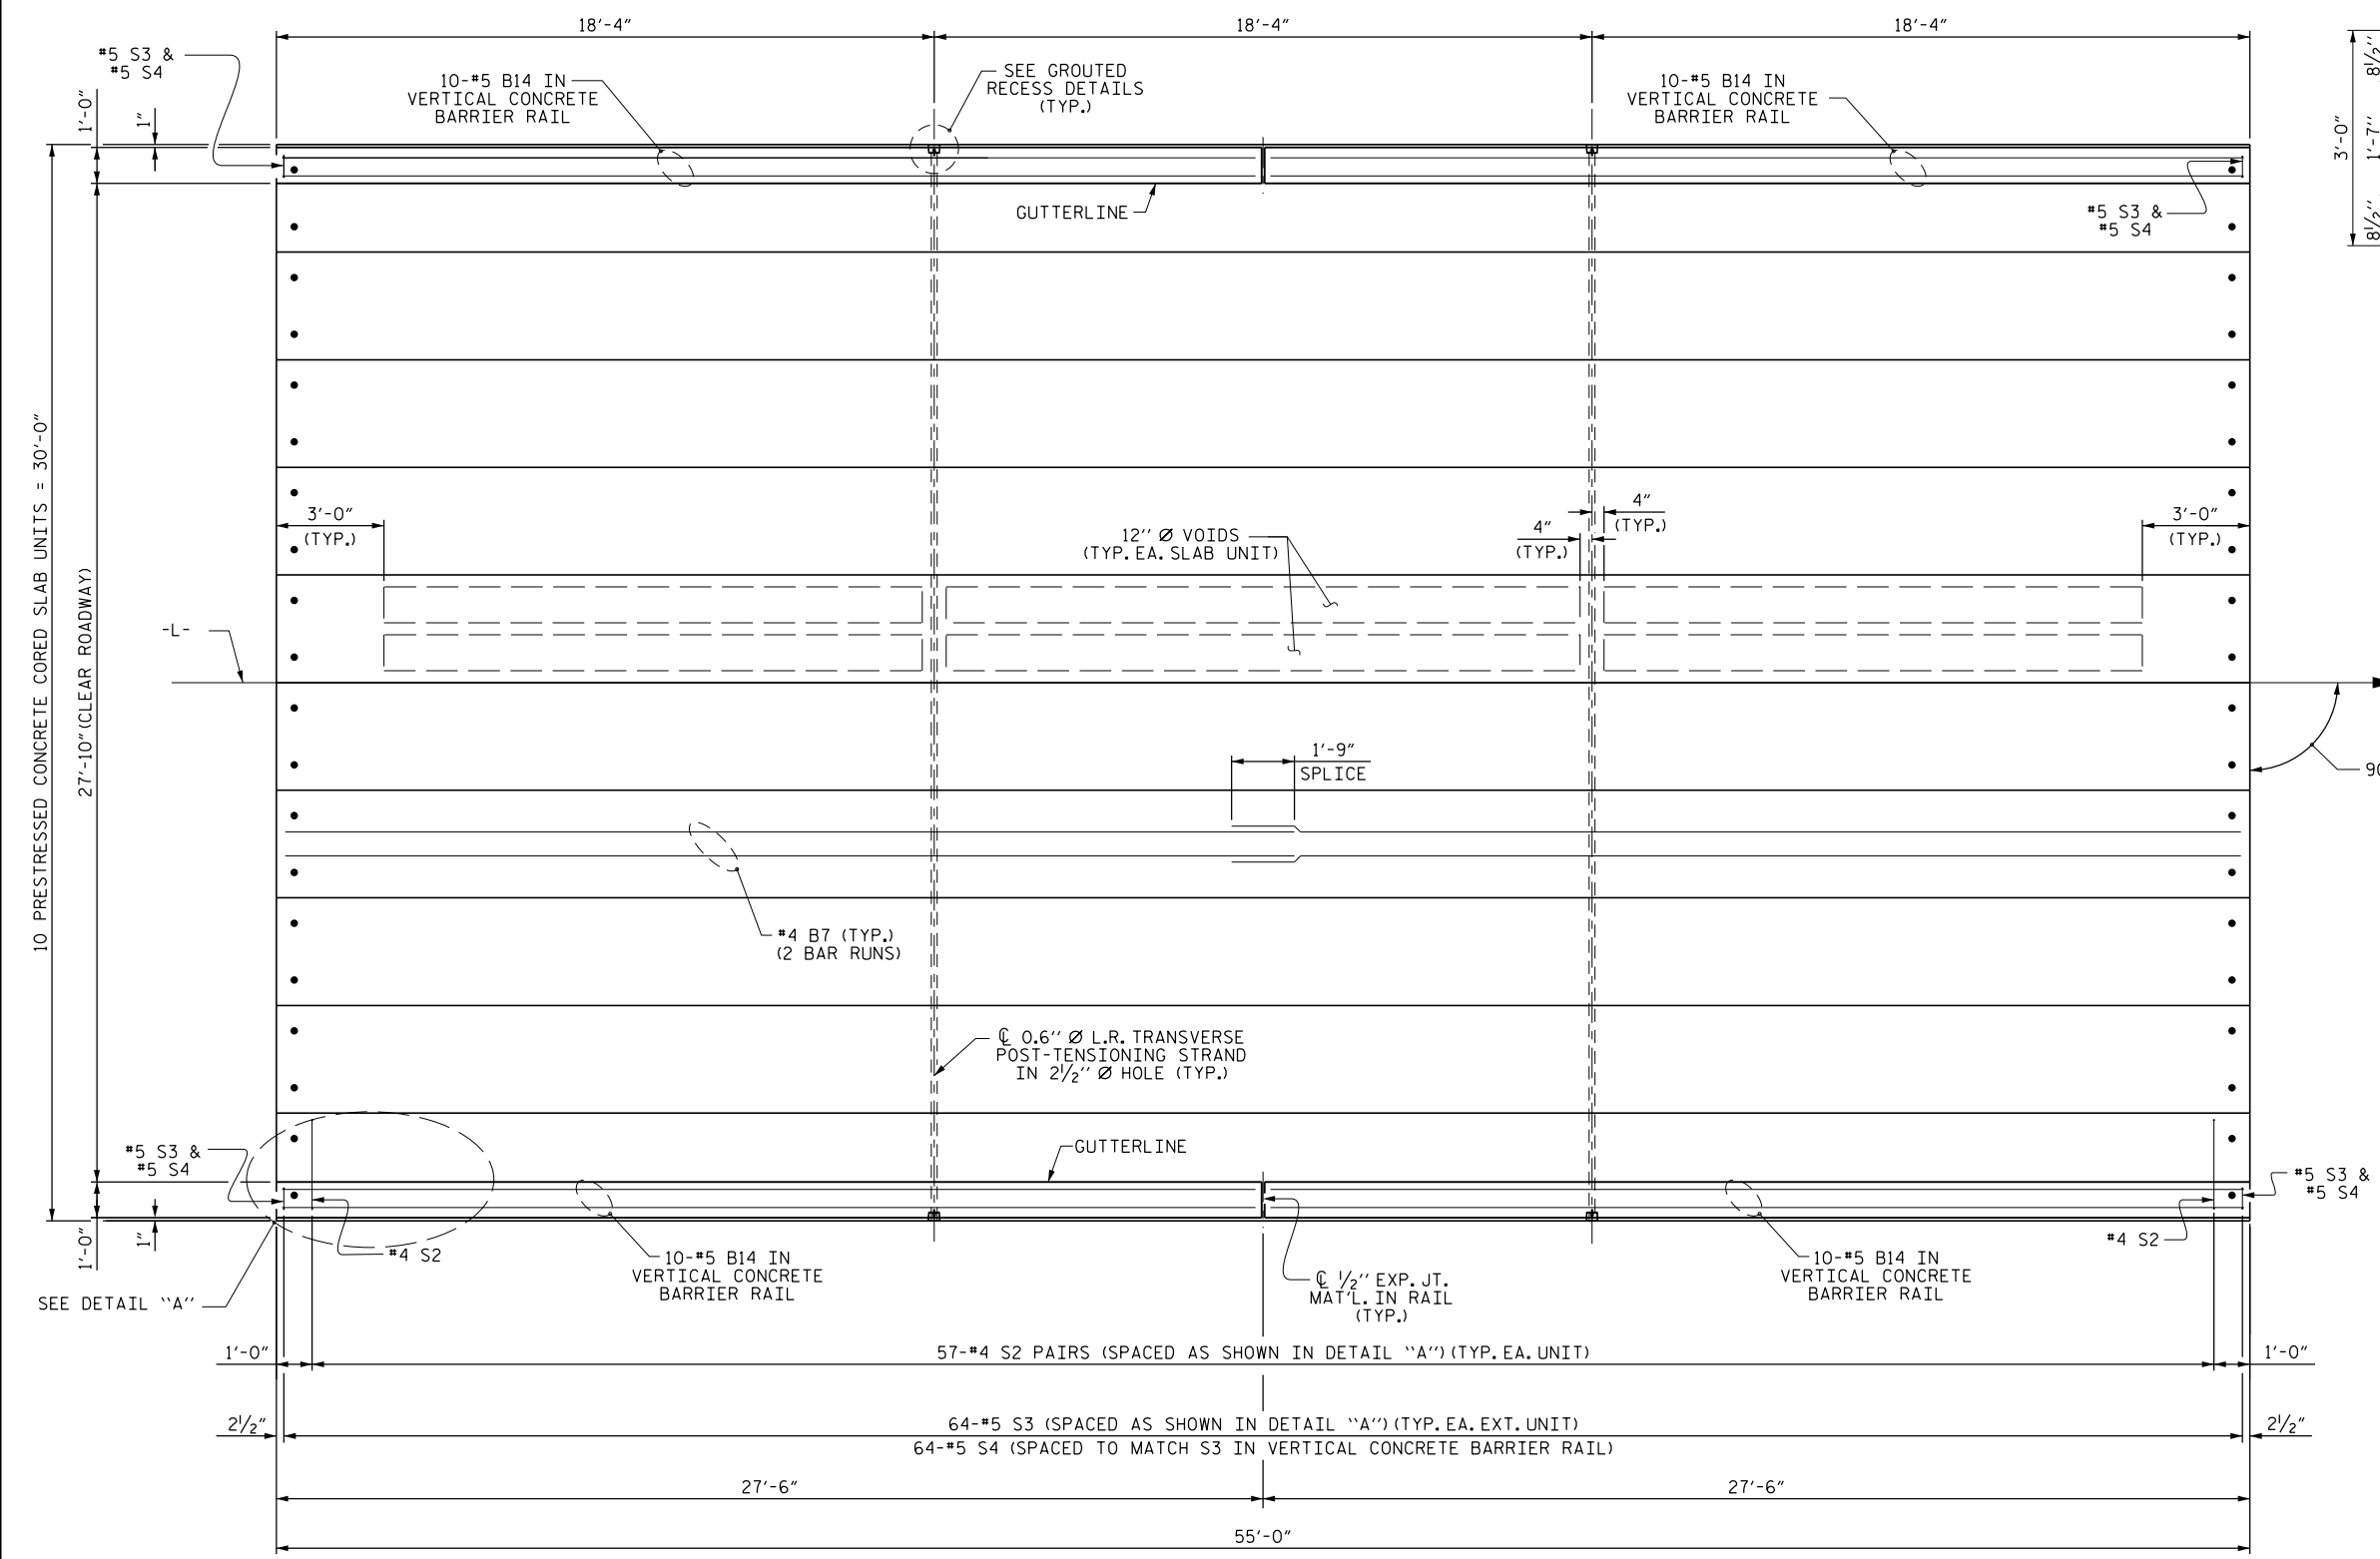 18'-4"
18'-4"
18'-4"
#5 S3 &
#5 S4
10-#5 B14 IN
VERTICAL CONCRETE
BARRIER RAIL
SEE GROUTED
RECESS DETAILS
(TYP.)
10-#5 B14 IN
VERTICAL CONCRETE
BARRIER RAIL
8½''
1'-7''
8½''
3'-0"
1'-0"
1"
GUTTERLINE
#5 S3 &
#5 S4
10 PRESTRESSED CONCRETE CORED SLAB UNITS = 30'-0"
27'-10"(CLEAR ROADWAY)
3'-0"
(TYP.)
12'' Ø VOIDS
(TYP. EA. SLAB UNIT)
4"
(TYP.)
4"
(TYP.)
3'-0"
(TYP.)
-L-
1'-9"
SPLICE
90
#4 B7 (TYP.)
(2 BAR RUNS)
℄ 0.6'' Ø L.R. TRANSVERSE
POST-TENSIONING STRAND
IN 2½'' Ø HOLE (TYP.)
#5 S3 &
#5 S4
GUTTERLINE
#5 S3 &
#5 S4
1'-0"
1"
#4 S2
#4 S2
10-#5 B14 IN
VERTICAL CONCRETE
BARRIER RAIL
℄ ½'' EXP. JT.
MAT'L. IN RAIL
(TYP.)
10-#5 B14 IN
VERTICAL CONCRETE
BARRIER RAIL
SEE DETAIL ``A''
1'-0"
57-#4 S2 PAIRS (SPACED AS SHOWN IN DETAIL ``A'')(TYP. EA. UNIT)
1'-0"
2½"
64-#5 S3 (SPACED AS SHOWN IN DETAIL ``A'')(TYP. EA. EXT. UNIT)
2½"
64-#5 S4 (SPACED TO MATCH S3 IN VERTICAL CONCRETE BARRIER RAIL)
27'-6"
27'-6"
55'-0"